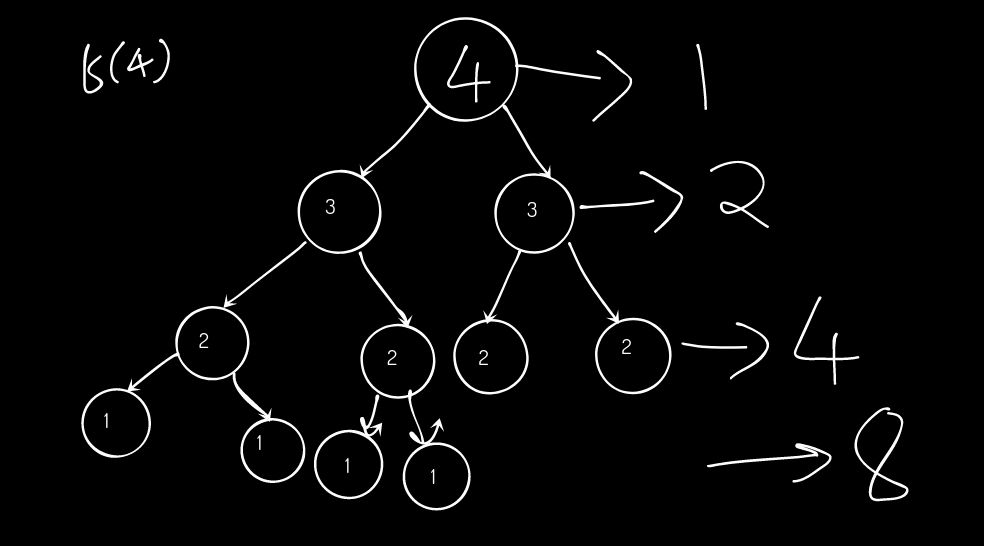 f(4)
4 → 1
3 3 → 2
2 2 2 2 → 4
1 1 1 1 → 8